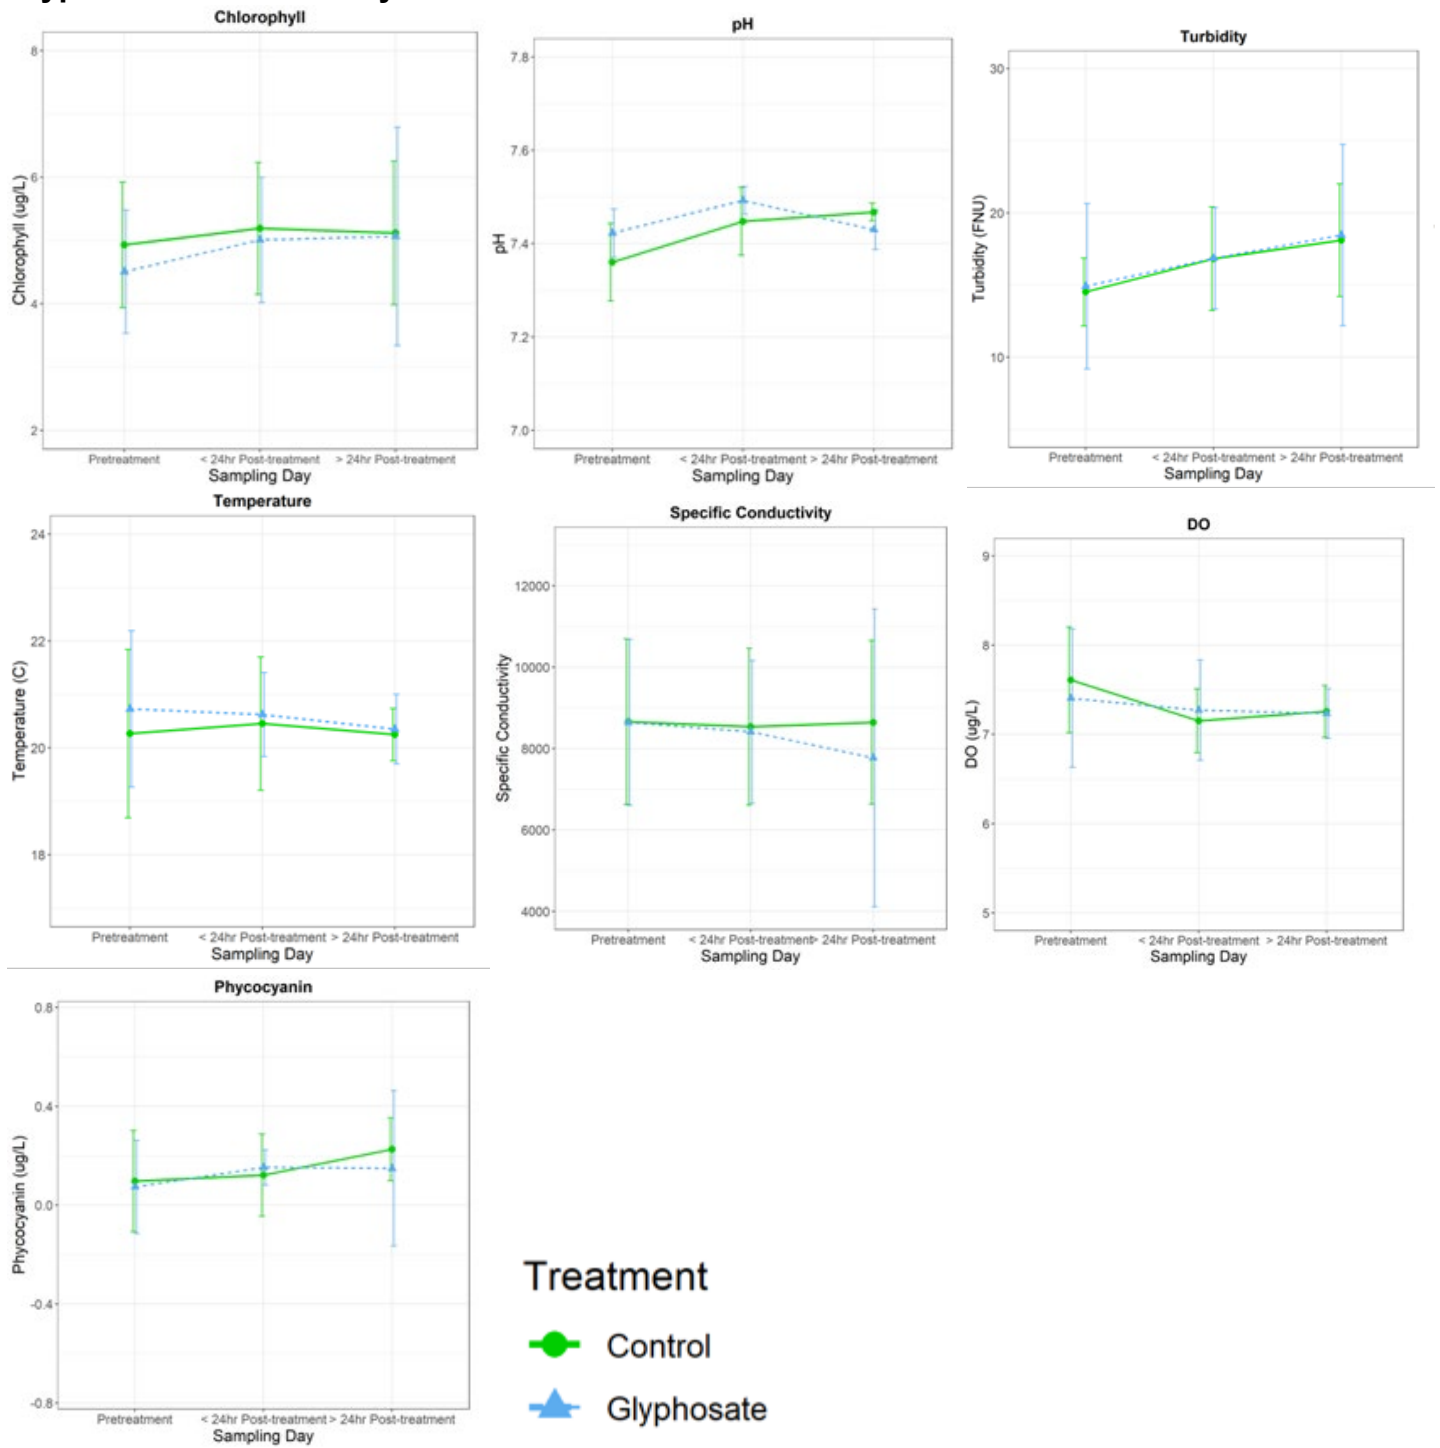 Chlorophyll
8
6
4
2
Chlorophyll (ug/L)
Pretreatment < 24hr Post-treatment > 24hr Post-treatment
Sampling Day
pH
7.8
7.6
7.4
7.2
7.0
pH
Pretreatment < 24hr Post-treatment > 24hr Post-treatment
Sampling Day
Turbidity
30
20
10
Turbidity (FNU)
Pretreatment < 24hr Post-treatment > 24hr Post-treatment
Sampling Day
Temperature
24
22
20
18
Temperature (C)
Pretreatment < 24hr Post-treatment > 24hr Post-treatment
Sampling Day
Specific Conductivity
12000
10000
8000
6000
4000
Specific Conductivity
Pretreatment < 24hr Post-treatment> 24hr Post-treatment
Sampling Day
DO
9
8
7
6
5
DO (ug/L)
Pretreatment < 24hr Post-treatment > 24hr Post-treatment
Sampling Day
Phycocyanin
0.8
0.4
0.0
-0.4
-0.8
Phycocyanin (ug/L)
Pretreatment < 24hr Post-treatment > 24hr Post-treatment
Sampling Day
Treatment
Control
Glyphosate